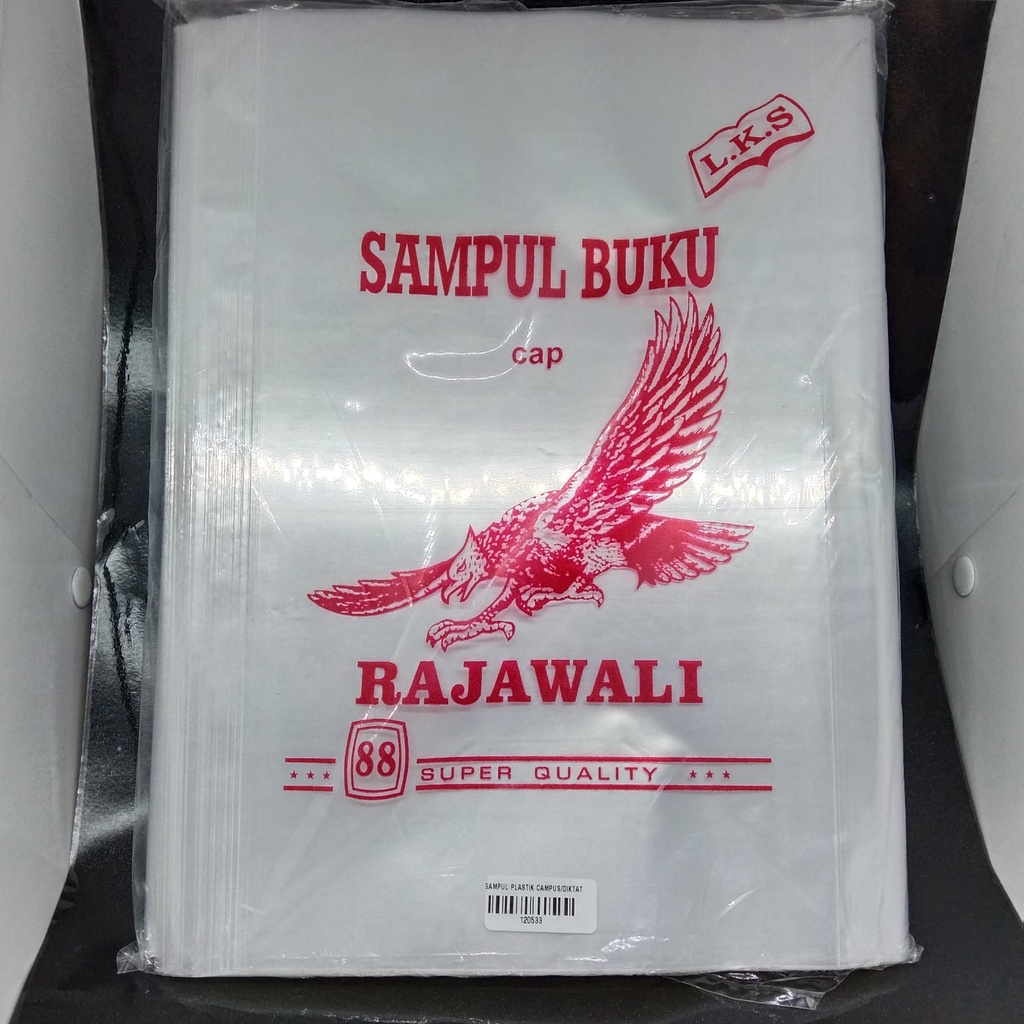 L.K.S
SAMPUL BUKU
cap
RAJAWALI
88
SUPER QUALITY
SAMPUL PLASTIK CAMPUS/DIKTAT
120533